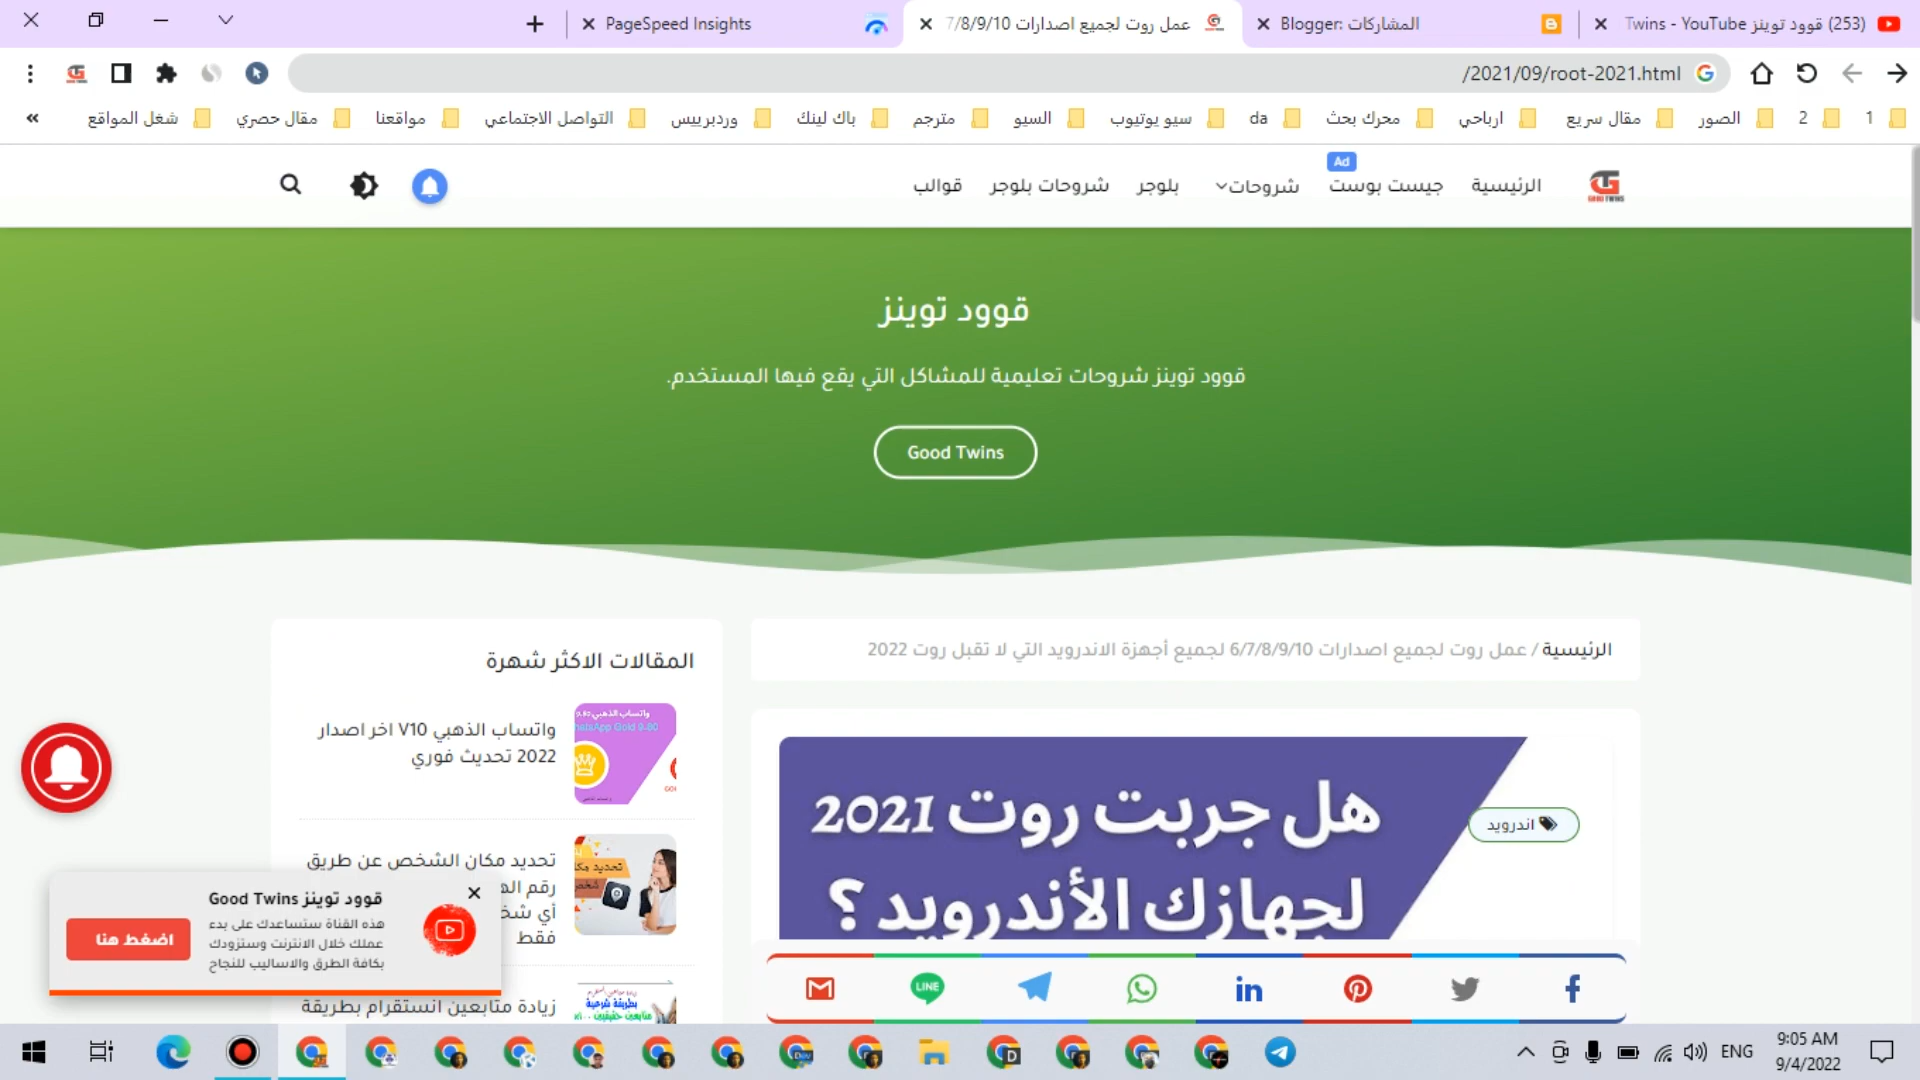 (253) قوود توينز Twins - YouTube
Blogger: المشاركات
عمل روت لجميع اصدارات 7/8/9/10
PageSpeed Insights
/2021/09/root-2021.html
1
2
الصور
مقال سريع
ارباحي
محرك بحث
da
سيو يوتيوب
السيو
مترجم
باك لينك
وردبرييس
التواصل الاجتماعي
مواقعنا
مقال حصري
شغل المواقع
»
GOOD TWINS
الرئيسية
Ad
جيست بوست
شروحات
بلوجر
شروحات بلوجر
قوالب
قوود توينز
قوود توينز شروحات تعليمية للمشاكل التي يقع فيها المستخدم.
Good Twins
الرئيسية / عمل روت لجميع اصدارات 6/7/8/9/10 لجميع أجهزة الاندرويد التي لا تقبل روت 2022
هل جربت روت 2021
لجهازك الأندرويد ؟
اندرويد
المقالات الاكثر شهرة
واتساب الذهبي V10 اخر اصدار
2022 تحديث فوري
تحديد مكان الشخص عن طريق
فقط
زيادة متابعين انستقرام بطريقة
قوود توينز Good Twins
هذه القناة ستساعدك على بدء
عملك خلال الانترنت وستزودك
بكافة الطرق والاساليب للنجاح
اضغط هنا
LINE
ENG
9:05 AM
9/4/2022